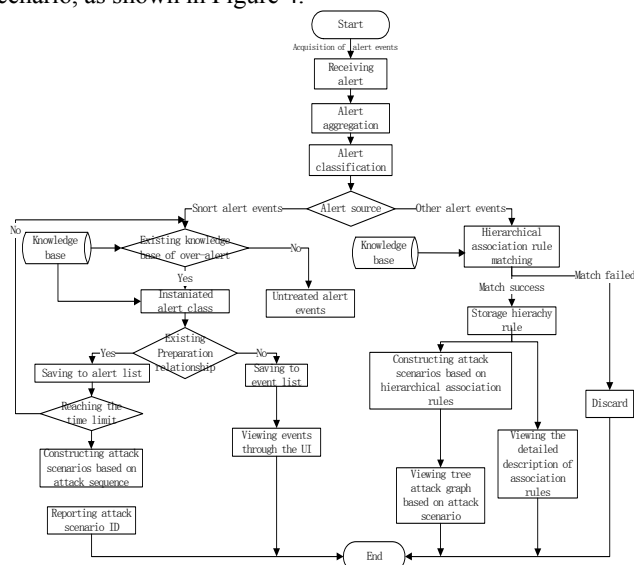 cenario, as shown in Figure 4.
Start
Acquisition of alert events
Receiving
alert
Alert
aggregation
Alert
classification
Snort alert events
Alert source
Other alert events
No
Knowledge
base
Existing knowledge
base of over-alert
No
Yes
Knowledge
base
Hierarchical
association rule
matching
Match failed
Match success
Instaniated
alert class
Untreated alert
events
Storage hierachy
rule
Existing
Preparation
relationship
Yes
No
Saving to alert list
Saving to
event list
Constructing attack
scenarios based on
hierarchical association
rules
Discard
Reaching the
time limit
Viewing events
through the UI
Viewing the
detailed
description of
association
rules
Constructing attack
scenarios based on
attack sequence
Viewing tree
attack graph
based on attack
scenario
Reporting attack
scenario ID
End